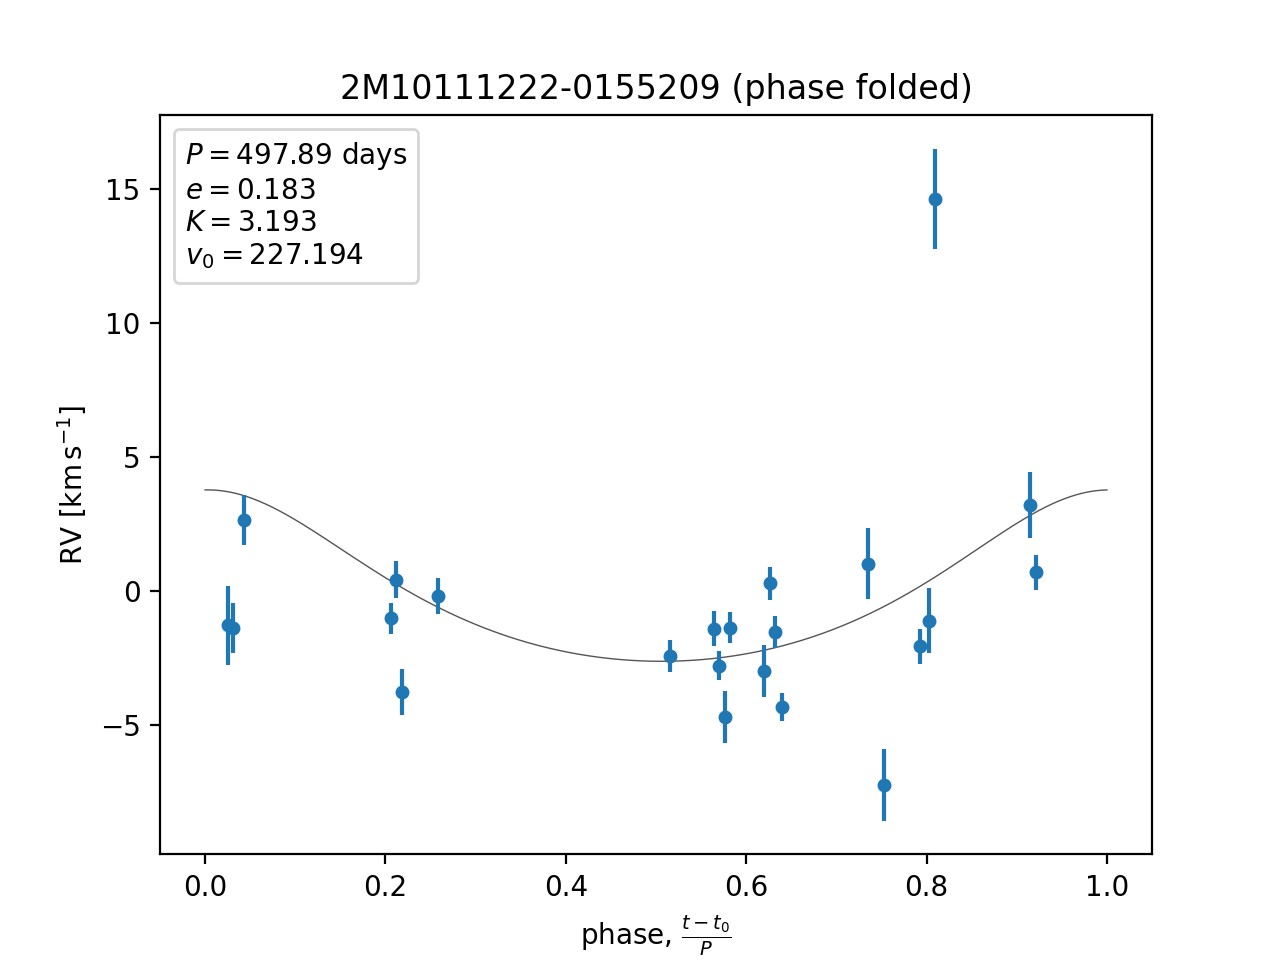 2M10111222-0155209 (phase folded)
P = 497.89 days
e = 0.183
K = 3.193
v₀ = 227.194
15
10
5
0
−5
RV [km s⁻¹]
0.0 0.2 0.4 0.6 0.8 1.0
phase, (t − t₀)/P